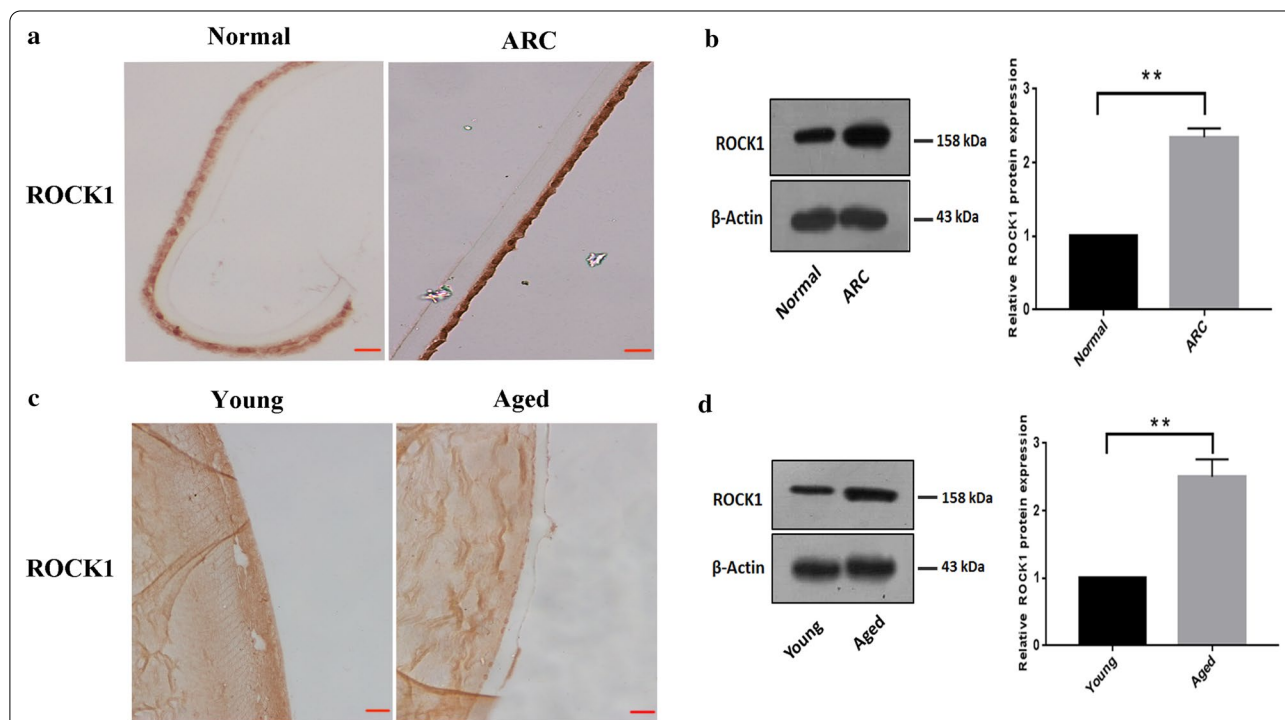 a
Normal
ARC
ROCK1
b
ROCK1
158 kDa
β-Actin
43 kDa
Normal
ARC
Relative ROCK1 protein expression
3
2
1
0
**
Normal
ARC
c
Young
Aged
ROCK1
d
ROCK1
158 kDa
β-Actin
43 kDa
Young
Aged
Relative ROCK1 protein expression
3
2
1
0
**
Young
Aged